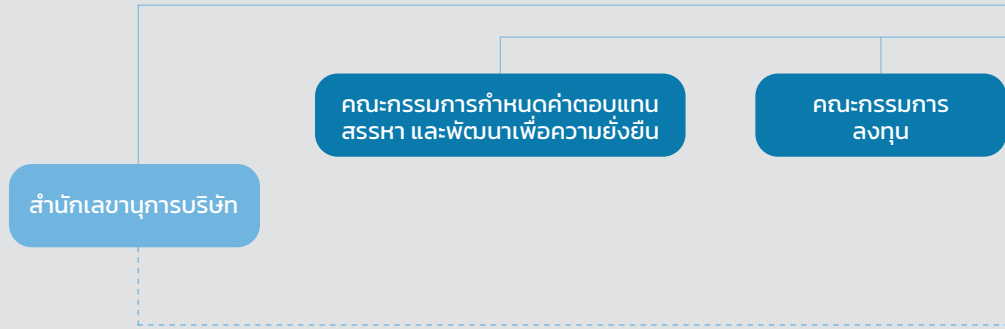 คณะกรรมการกำหนดค่าตอบแทน
สรรหา และพัฒนาเพื่อความยั่งยืน
คณะกรรมการ
ลงทุน
สำนักเลขานุการบริษัท